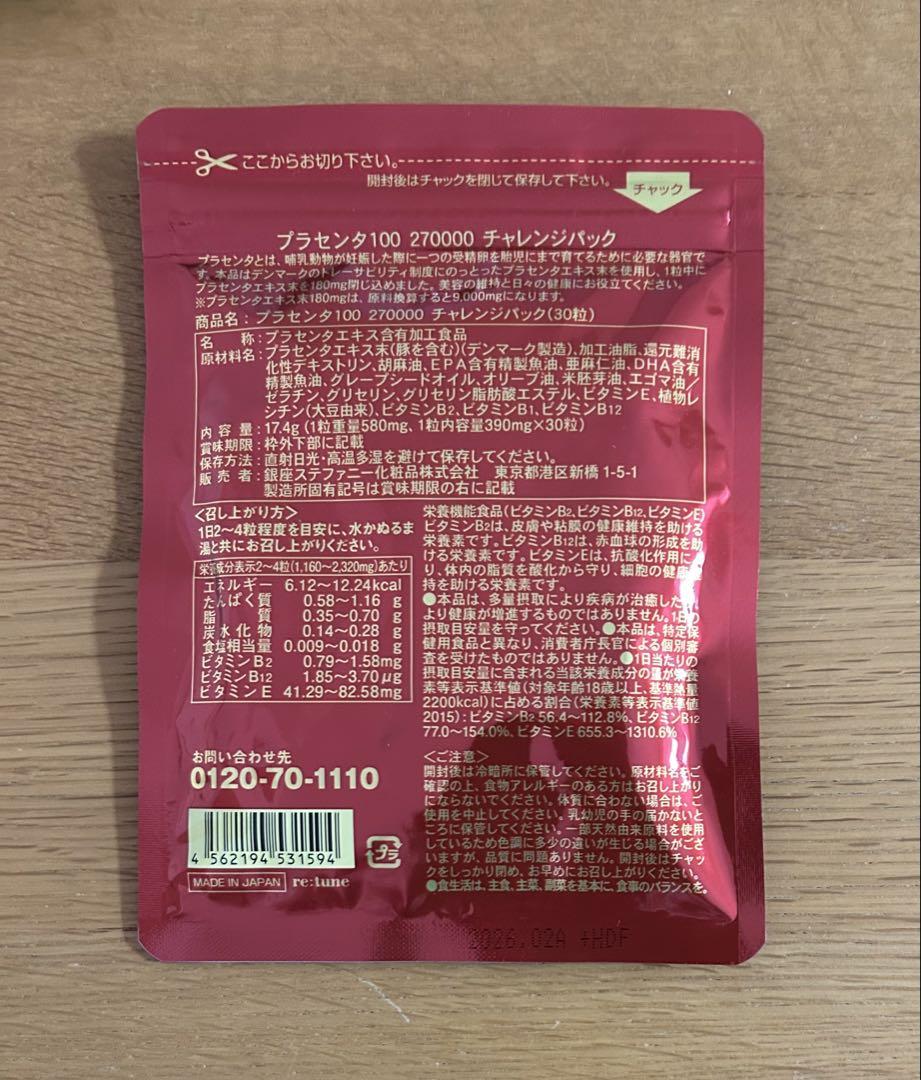 ここからお切り下さい。
開封後はチャックを閉じて保存して下さい。
チャック
プラセンタ100 270000 チャレンジパック
プラセンタとは、哺乳動物が妊娠した際に一つの受精卵を胎児にまで育てるために必要な器官で
す。本品はデンマークのトレーサビリティ制度にのっとったプラセンタエキス末を使用し、1粒中に
プラセンタエキス末を180mg閉じ込めました。美容の維持と日々の健康にお役立てください。
※プラセンタエキス末180mgは、原料換算すると9,000mgになります。
商品名：プラセンタ100 270000 チャレンジパック(30粒)
名　　称：プラセンタエキス含有加工食品
原材料名：プラセンタエキス末(豚を含む)(デンマーク製造)、加工油脂、還元難消
化性デキストリン、胡麻油、EPA含有精製魚油、亜麻仁油、DHA含有
精製魚油、グレープシードオイル、オリーブ油、米胚芽油、エゴマ油／
ゼラチン、グリセリン、グリセリン脂肪酸エステル、ビタミンE、植物レ
シチン(大豆由来)、ビタミンB2、ビタミンB1、ビタミンB12
内 容 量：17.4g (1粒重量580mg、1粒内容量390mg×30粒)
賞味期限：枠外下部に記載
保存方法：直射日光・高温多湿を避けて保存してください。
販 売 者：銀座ステファニー化粧品株式会社　東京都港区新橋 1-5-1
製造所固有記号は賞味期限の右に記載
〈召し上がり方〉
1日2〜4粒程度を目安に、水かぬるま
湯と共にお召し上がりください。
栄養成分表示2〜4粒(1,160〜2,320mg)あたり
エネルギー 6.12〜12.24kcal
たんぱく質 0.58〜1.16 g
脂質 0.35〜0.70 g
炭水化物 0.14〜0.28 g
食塩相当量 0.009〜0.018 g
ビタミンB2 0.79〜1.58mg
ビタミンB12 1.85〜3.70μg
ビタミンE 41.29〜82.58mg
お問い合わせ先
0120-70-1110
4 562194 531594
プラ
MADE IN JAPAN re:tune
栄養機能食品(ビタミンB2、ビタミンB12、ビタミンE)
ビタミンB2は、皮膚や粘膜の健康維持を助ける
栄養素です。ビタミンB12は、赤血球の形成を助
ける栄養素です。ビタミンEは、抗酸化作用によ
り、体内の脂質を酸化から守り、細胞の健康維
持を助ける栄養素です。
●本品は、多量摂取により疾病が治癒したり、
より健康が増進するものではありません。1日の
摂取目安量を守ってください。●本品は、特定保
健用食品と異なり、消費者庁長官による個別審
査を受けたものではありません。●1日当たりの
摂取目安量に含まれる当該栄養成分の量が栄養
素等表示基準値(対象年齢18歳以上、基準熱量
2200kcal)に占める割合(栄養素等表示基準値
2015)：ビタミンB2 56.4〜112.8%、ビタミンB12
77.0〜154.0%、ビタミンE 655.3〜1310.6%
〈ご注意〉
開封後は冷暗所に保管してください。原材料名をご
確認の上、食物アレルギーのある方はお召し上がり
にならないでください。体質に合わない場合は、ご
使用を中止してください。乳幼児の手の届かないと
ころに保管してください。一部天然由来原料を使用
しているため色調に多少の違いが生じる場合がござ
いますが、品質に問題ありません。開封後はチャッ
クをしっかり閉め、お早めにお召し上がりください。
●食生活は、主食、主菜、副菜を基本に、食事のバランスを。
2026.02A +HDF